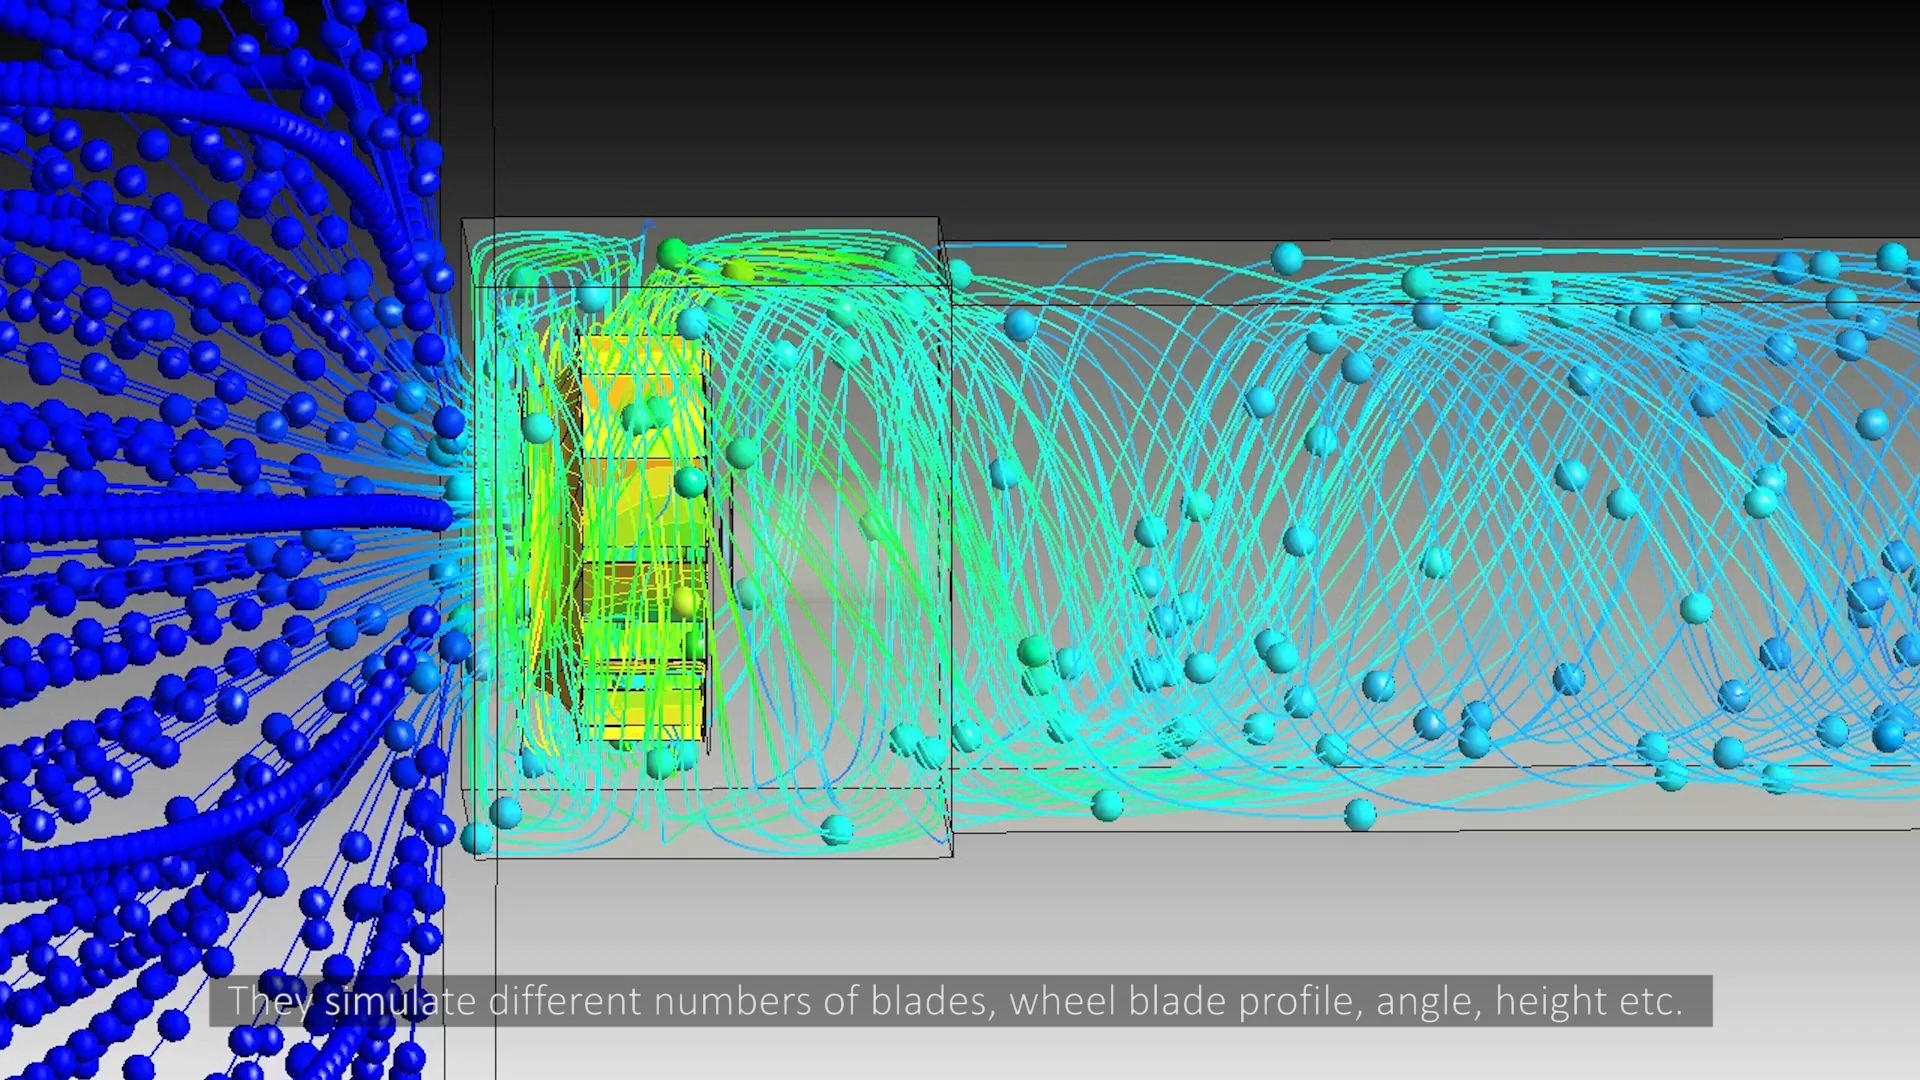 They simulate different numbers of blades, wheel blade profile, angle, height etc.